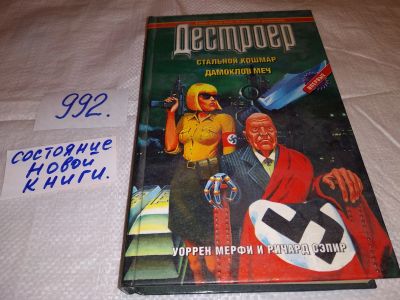 Дестроер
СТАЛЬНОЙ КОШМАР
ДАМОКЛОВ МЕЧ
УОРРЕН МЕРФИ И РИЧАРД СЭПИР
992.
состояние
новой
книги.